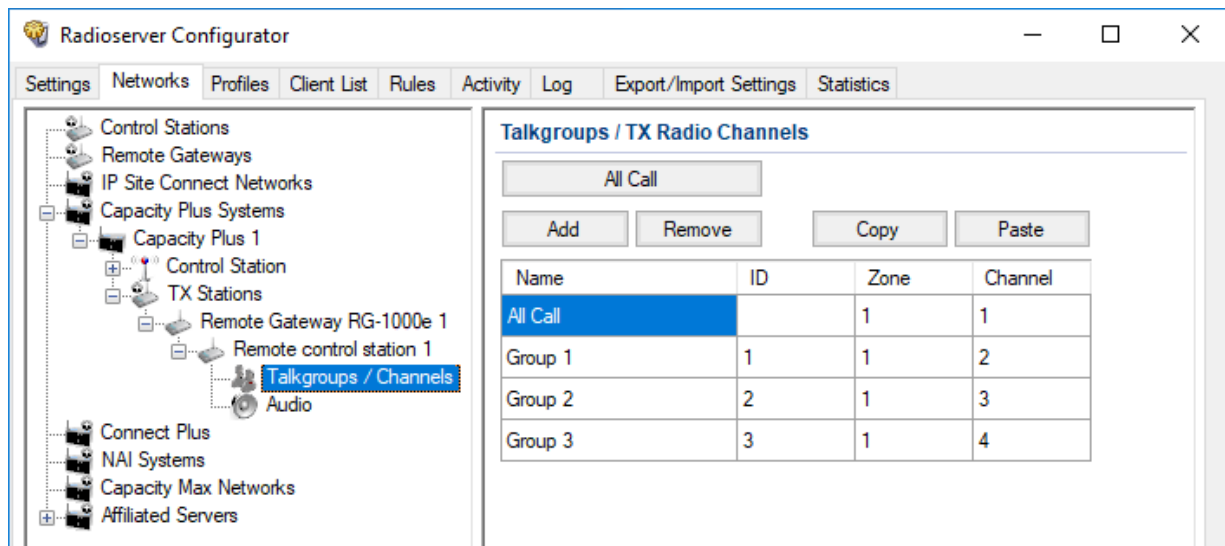 Radioserver Configurator
Settings Networks Profiles Client List Rules Activity Log Export/Import Settings Statistics
Control Stations
Remote Gateways
IP Site Connect Networks
Capacity Plus Systems
Capacity Plus 1
Control Station
TX Stations
Remote Gateway RG-1000e 1
Remote control station 1
Talkgroups / Channels
Audio
Connect Plus
NAI Systems
Capacity Max Networks
Affiliated Servers
Talkgroups / TX Radio Channels
All Call
Add Remove Copy Paste
Name ID Zone Channel
All Call 1 1
Group 1 1 1 2
Group 2 2 1 3
Group 3 3 1 4